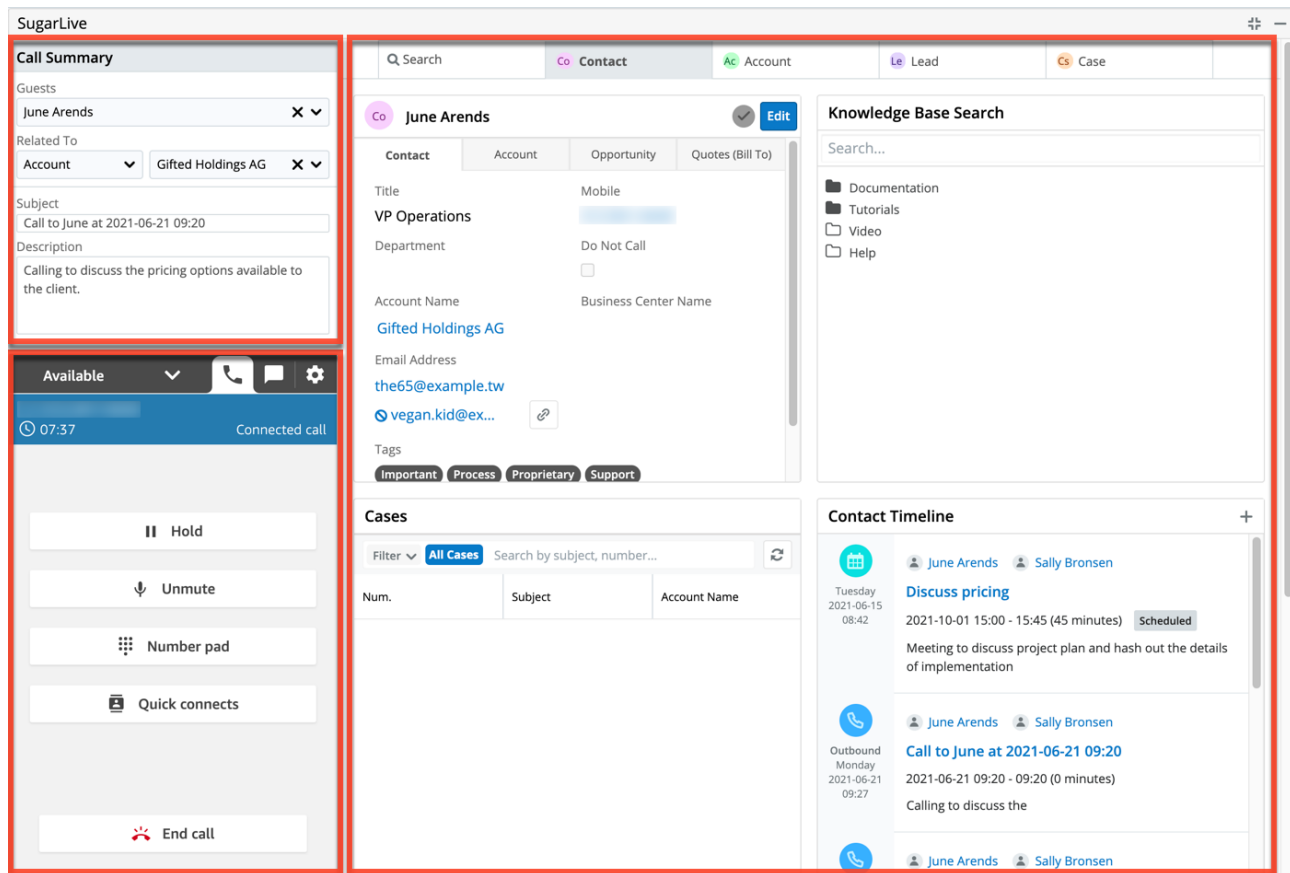 SugarLive
Call Summary
Guests
June Arends
Related To
Account
Gifted Holdings AG
Subject
Call to June at 2021-06-21 09:20
Description
Calling to discuss the pricing options available to
the client.
Available
07:37
Connected call
Hold
Unmute
Number pad
Quick connects
End call
Search
Co Contact
Ac Account
Le Lead
Cs Case
Co June Arends
Edit
Contact
Account
Opportunity
Quotes (Bill To)
Title
Mobile
VP Operations
Department
Do Not Call
Account Name
Business Center Name
Gifted Holdings AG
Email Address
the65@example.tw
vegan.kid@ex...
Tags
Important Process Proprietary Support
Knowledge Base Search
Search...
Documentation
Tutorials
Video
Help
Cases
Filter
All Cases
Search by subject, number...
Num.
Subject
Account Name
Contact Timeline
June Arends Sally Bronsen
Tuesday
2021-06-15
08:42
Discuss pricing
2021-10-01 15:00 - 15:45 (45 minutes) Scheduled
Meeting to discuss project plan and hash out the details
of implementation
June Arends Sally Bronsen
Outbound
Monday
2021-06-21
09:27
Call to June at 2021-06-21 09:20
2021-06-21 09:20 - 09:20 (0 minutes)
Calling to discuss the
June Arends Sally Bronsen